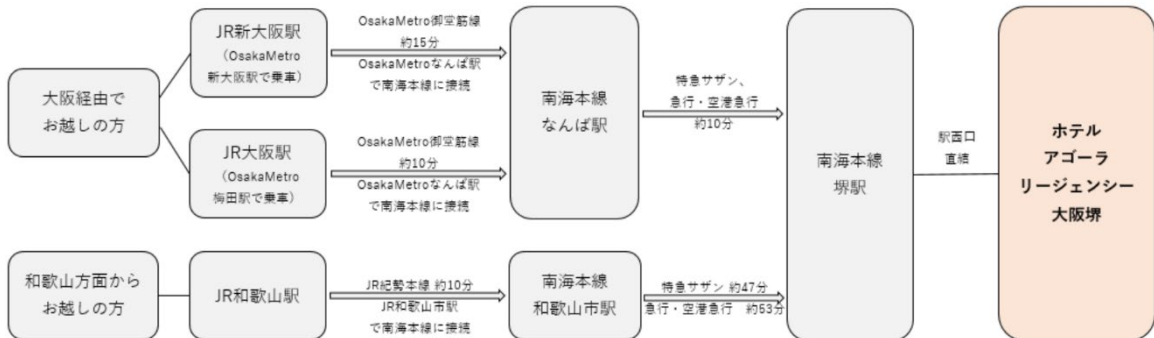 大阪経由で
お越しの方
JR新大阪駅
（OsakaMetro
新大阪駅で乗車）
OsakaMetro御堂筋線
約15分
OsakaMetroなんば駅
で南海本線に接続
JR大阪駅
（OsakaMetro
梅田駅で乗車）
OsakaMetro御堂筋線
約10分
OsakaMetroなんば駅
で南海本線に接続
南海本線
なんば駅
特急サザン、
急行・空港急行
約10分
和歌山方面から
お越しの方
JR和歌山駅
JR紀勢本線 約10分
JR和歌山市駅
で南海本線に接続
南海本線
和歌山市駅
特急サザン 約47分
急行・空港急行　約53分
南海本線
堺駅
駅西口
直結
ホテル
アゴーラ
リージェンシー
大阪堺